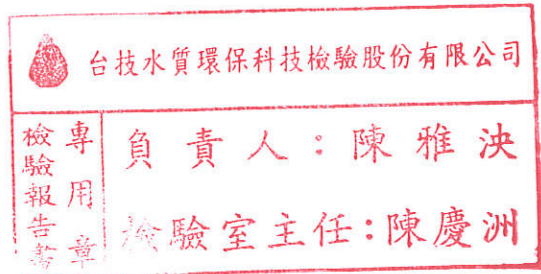 台技水質環保科技檢驗股份有限公司
檢驗報告書
專用章
負責人：陳雅決
檢驗室主任：陳慶洲